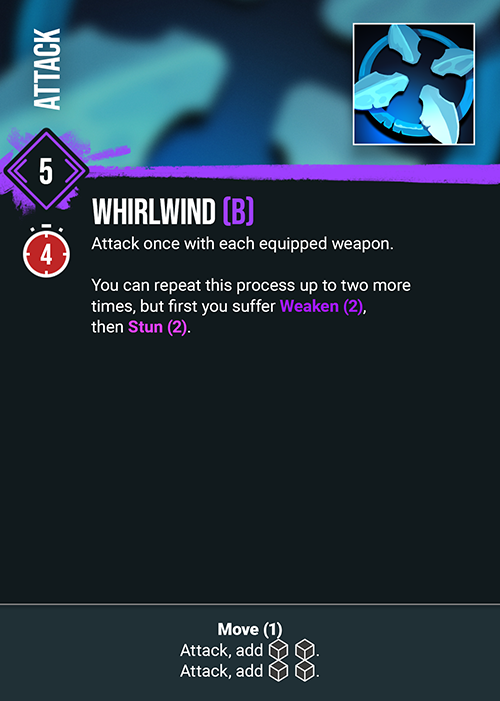 ATTACK
5
WHIRLWIND (B)
4
Attack once with each equipped weapon.
You can repeat this process up to two more
times, but first you suffer Weaken (2),
then Stun (2).
Move (1)
Attack, add .
Attack, add .